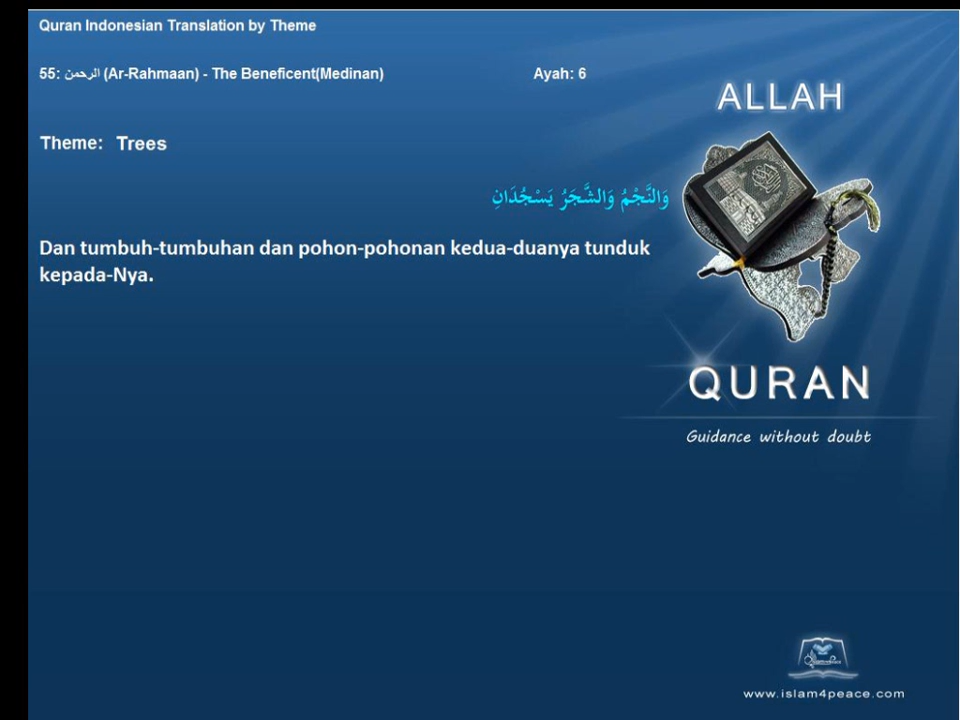 Quran Indonesian Translation by Theme
55: الرحمن (Ar-Rahmaan) - The Beneficent(Medinan) Ayah: 6
ALLAH
Theme: Trees
وَالنَّجْمُ وَالشَّجَرُ يَسْجُدَانِ
Dan tumbuh-tumbuhan dan pohon-pohonan kedua-duanya tunduk
kepada-Nya.
QURAN
Guidance without doubt
www.islam4peace.com